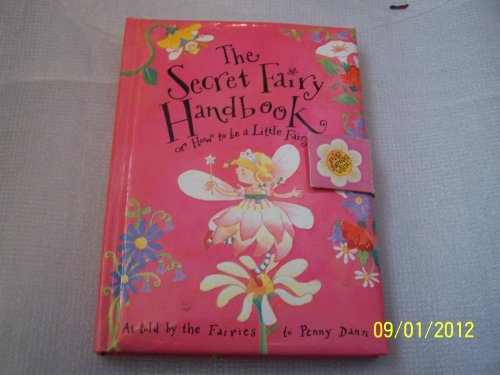 The
Secret Fairy
Handbook
or How to be a Little Fairy
As told by the Fairies to Penny Dann
09/01/2012